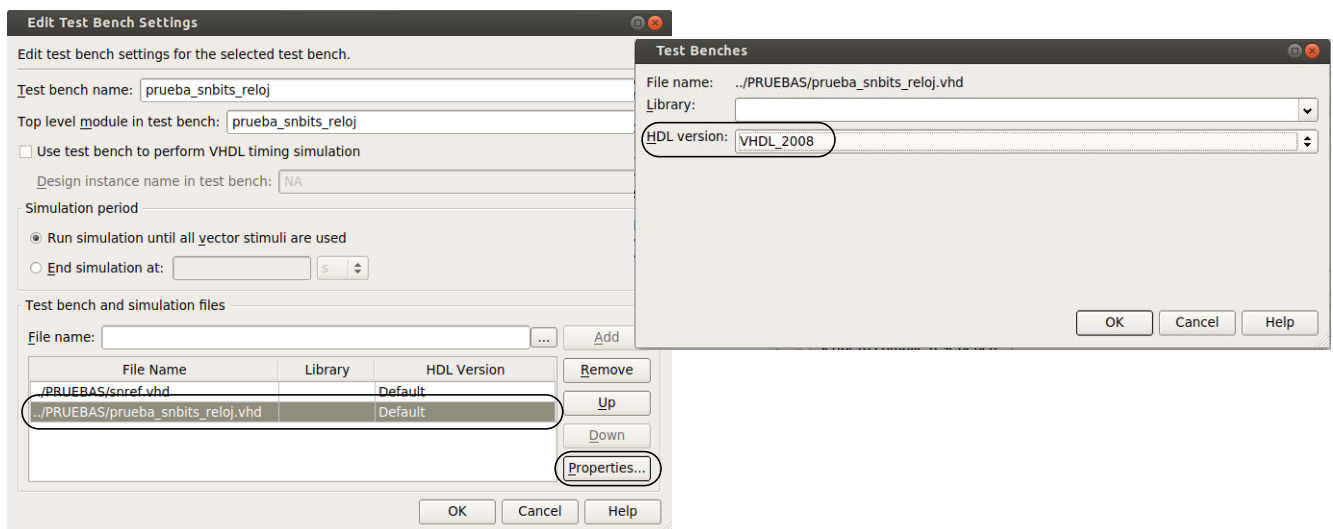 Edit Test Bench Settings
Edit test bench settings for the selected test bench.
Test bench name: prueba_snbits_reloj
Top level module in test bench: prueba_snbits_reloj
Use test bench to perform VHDL timing simulation
Design instance name in test bench: NA
Simulation period
Run simulation until all vector stimuli are used
End simulation at: s
Test bench and simulation files
File name: ... Add
File Name Library HDL Version
../PRUEBAS/snref.vhd Default
../PRUEBAS/prueba_snbits_reloj.vhd Default
Remove
Up
Down
Properties...
OK Cancel Help
Test Benches
File name: ../PRUEBAS/prueba_snbits_reloj.vhd
Library:
HDL version: VHDL_2008
OK Cancel Help